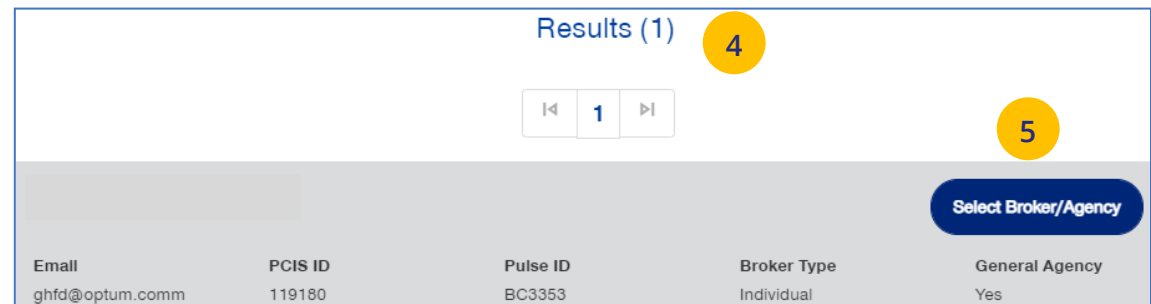 Results (1)
4
1
5
Select Broker/Agency
Email PCIS ID Pulse ID Broker Type General Agency
ghfd@optum.comm 119180 BC3353 Individual Yes